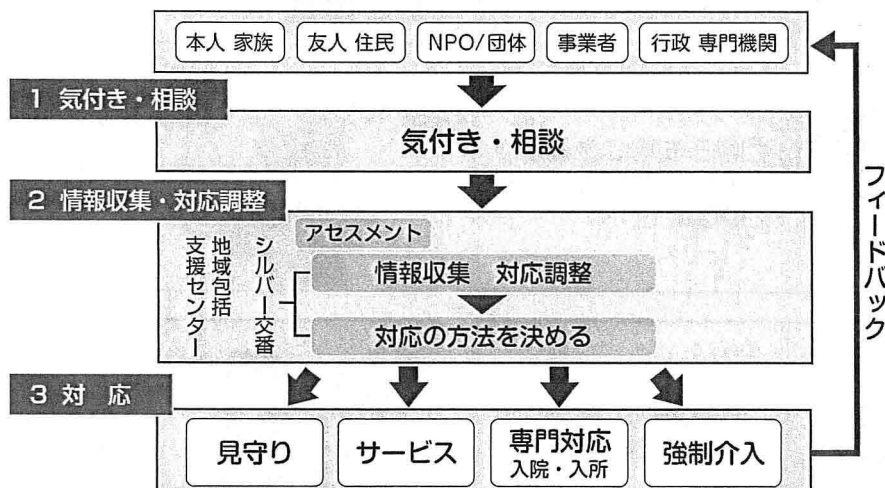 本人 家族
友人 住民
NPO/団体
事業者
行政 専門機関
1 気付き・相談
気付き・相談
2 情報収集・対応調整
アセスメント
地域包括
支援センター
シルバー交番
情報収集 対応調整
対応の方法を決める
3 対 応
見守り
サービス
専門対応
入院・入所
強制介入
フィードバック